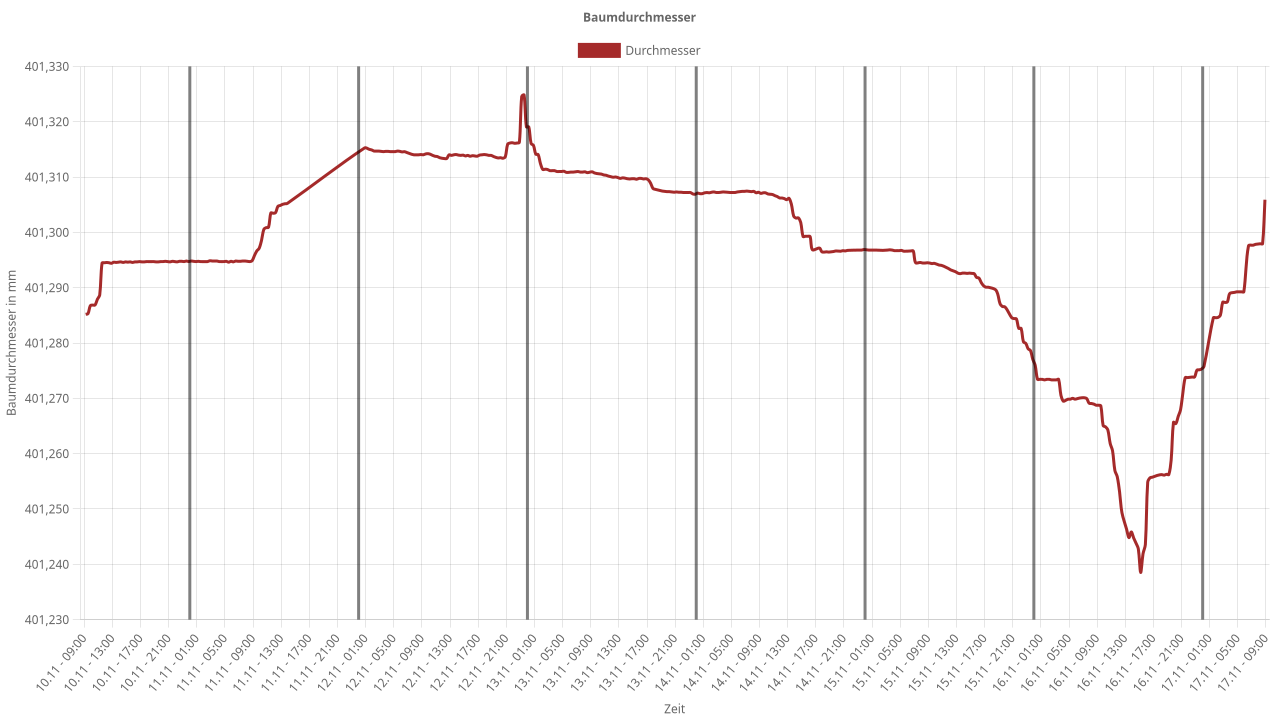 Baumdurchmesser
Durchmesser
401,330
401,320
401,310
401,300
401,290
401,280
401,270
401,260
401,250
401,240
401,230
Baumdurchmesser in mm
10.11 - 09:00
10.11 - 13:00
10.11 - 17:00
10.11 - 21:00
11.11 - 01:00
11.11 - 05:00
11.11 - 09:00
11.11 - 13:00
11.11 - 17:00
11.11 - 21:00
12.11 - 01:00
12.11 - 05:00
12.11 - 09:00
12.11 - 13:00
12.11 - 17:00
12.11 - 21:00
13.11 - 01:00
13.11 - 05:00
13.11 - 09:00
13.11 - 13:00
13.11 - 17:00
13.11 - 21:00
14.11 - 01:00
14.11 - 05:00
14.11 - 09:00
14.11 - 13:00
14.11 - 17:00
14.11 - 21:00
15.11 - 01:00
15.11 - 05:00
15.11 - 09:00
15.11 - 13:00
15.11 - 17:00
15.11 - 21:00
16.11 - 01:00
16.11 - 05:00
16.11 - 09:00
16.11 - 13:00
16.11 - 17:00
16.11 - 21:00
17.11 - 01:00
17.11 - 05:00
17.11 - 09:00
Zeit